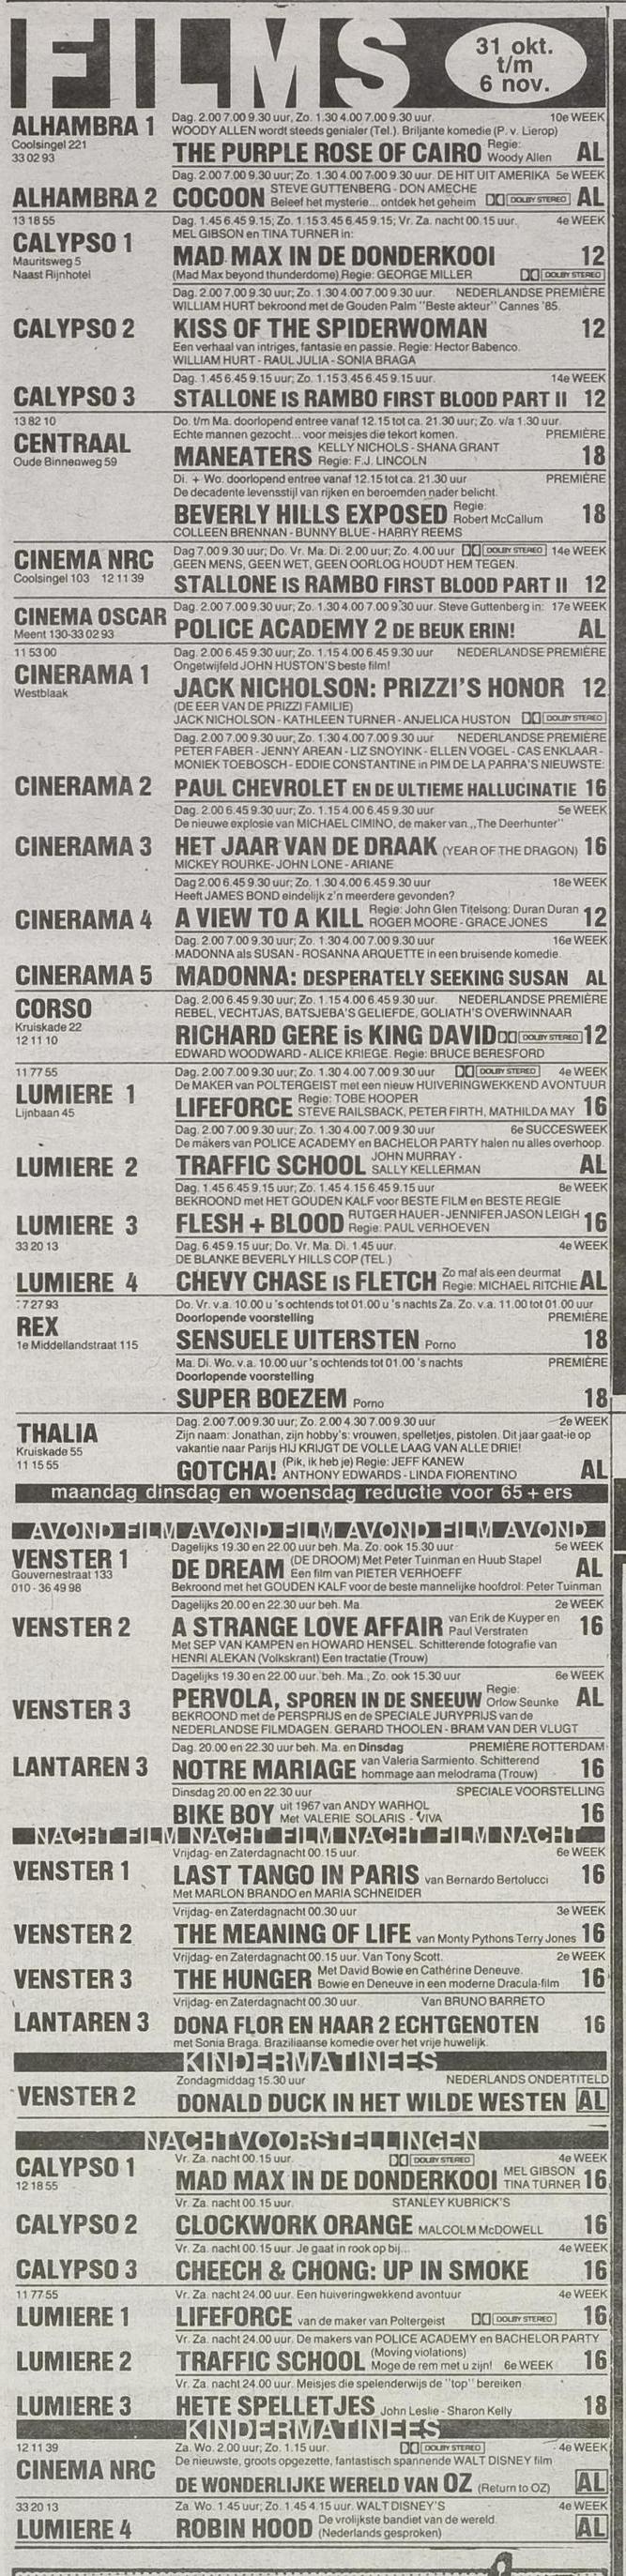 FILMS
31 okt.
t/m
6 nov.
ALHAMBRA 1
Coolsingel 221
33 02 93
Dag. 2.00 7.00 9.30 uur, Zo. 1.30 4.00 7.00 9.30 uur. 10e WEEK
WOODY ALLEN wordt steeds genialer (Tel.). Briljante komedie (P. v. Lierop)
THE PURPLE ROSE OF CAIRO Regie: Woody Allen AL
Dag. 2.00 7.00 9.30 uur; Zo. 1.30 4.00 7.00 9.30 uur. DE HIT UIT AMERIKA 5e WEEK
ALHAMBRA 2 COCOON STEVE GUTTENBERG - DON AMECHE
Beleef het mysterie... ontdek het geheim DOLBY STEREO AL
13 18 55
CALYPSO 1
Mauritsweg 5
Naast Rijnhotel
Dag. 1.45 6.45 9.15; Zo. 1.15 3.45 6.45 9.15; Vr. Za. nacht 00.15 uur. 4e WEEK
MEL GIBSON en TINA TURNER in:
MAD MAX IN DE DONDERKOOI 12
(Mad Max beyond thunderdome) Regie: GEORGE MILLER DOLBY STEREO
Dag. 2.00 7.00 9.30 uur; Zo. 1.30 4.00 7.00 9.30 uur. NEDERLANDSE PREMIÈRE
WILLIAM HURT bekroond met de Gouden Palm "Beste akteur" Cannes '85.
CALYPSO 2 KISS OF THE SPIDERWOMAN 12
Een verhaal van intriges, fantasie en passie. Regie: Hector Babenco.
WILLIAM HURT - RAUL JULIA - SONIA BRAGA
Dag. 1.45 6.45 9.15 uur; Zo. 1.15 3.45 6.45 9.15 uur. 14e WEEK
CALYPSO 3 STALLONE IS RAMBO FIRST BLOOD PART II 12
13 82 10
CENTRAAL
Oude Binnenweg 59
Do. t/m Ma. doorlopend entree vanaf 12.15 tot ca. 21.30 uur; Zo. v/a 1.30 uur.
Echte mannen gezocht... voor meisjes die tekort komen. PREMIÈRE
MANEATERS KELLY NICHOLS - SHANA GRANT
Regie: F.J. LINCOLN 18
Di. + Wo. doorlopend entree vanaf 12.15 tot ca. 21.30 uur PREMIÈRE
De decadente levensstijl van rijken en beroemden nader belicht.
BEVERLY HILLS EXPOSED Regie: Robert McCallum 18
COLLEEN BRENNAN - BUNNY BLUE - HARRY REEMS
CINEMA NRC
Coolsingel 103 12 11 39
Dag 7.00 9.30 uur; Do. Vr. Ma. Di. 2.00 uur; Zo. 4.00 uur DOLBY STEREO 14e WEEK
GEEN MENS, GEEN WET, GEEN OORLOG HOUDT HEM TEGEN.
STALLONE IS RAMBO FIRST BLOOD PART II 12
CINEMA OSCAR
Meent 130-33 02 93
Dag. 2.00 7.00 9.30 uur; Zo. 1.30 4.00 7.00 9.30 uur. Steve Guttenberg in: 17e WEEK
POLICE ACADEMY 2 DE BEUK ERIN! AL
11 53 00
CINERAMA 1
Westblaak
Dag. 2.00 6.45 9.30 uur; Zo. 1.15 4.00 6.45 9.30 uur NEDERLANDSE PREMIÈRE
Ongetwijfeld JOHN HUSTON'S beste film!
JACK NICHOLSON: PRIZZI'S HONOR 12
(DE EER VAN DE PRIZZI FAMILIE)
JACK NICHOLSON - KATHLEEN TURNER - ANJELICA HUSTON DOLBY STEREO
Dag. 2.00 7.00 9.30 uur; Zo. 1.30 4.00 7.00 9.30 uur NEDERLANDSE PREMIÈRE
PETER FABER - JENNY AREAN - LIZ SNOYINK - ELLEN VOGEL - CAS ENKLAAR -
MONIEK TOEBOSCH - EDDIE CONSTANTINE in PIM DE LA PARRA'S NIEUWSTE:
CINERAMA 2 PAUL CHEVROLET EN DE ULTIEME HALLUCINATIE 16
Dag. 2.00 6.45 9.30 uur; Zo. 1.15 4.00 6.45 9.30 uur 5e WEEK
De nieuwe explosie van MICHAEL CIMINO, de maker van „The Deerhunter"
CINERAMA 3 HET JAAR VAN DE DRAAK (YEAR OF THE DRAGON) 16
MICKEY ROURKE - JOHN LONE - ARIANE
Dag 2.00 6.45 9.30 uur; Zo. 1.30 4.00 6.45 9.30 uur 18e WEEK
Heeft JAMES BOND eindelijk z'n meerdere gevonden?
CINERAMA 4 A VIEW TO A KILL Regie: John Glen Titelsong: Duran Duran
ROGER MOORE - GRACE JONES 12
Dag. 2.00 7.00 9.30 uur; Zo. 1.30 4.00 7.00 9.30 uur 16e WEEK
MADONNA als SUSAN - ROSANNA ARQUETTE in een bruisende komedie.
CINERAMA 5 MADONNA: DESPERATELY SEEKING SUSAN AL
CORSO
Kruiskade 22
12 11 10
Dag. 2.00 6.45 9.30 uur; Zo. 1.15 4.00 6.45 9.30 uur. NEDERLANDSE PREMIÈRE
REBEL, VECHTJAS, BATSJEBA'S GELIEFDE, GOLIATH'S OVERWINNAAR
RICHARD GERE is KING DAVID DOLBY STEREO 12
EDWARD WOODWARD - ALICE KRIEGE. Regie: BRUCE BERESFORD
11 77 55
LUMIERE 1
Lijnbaan 45
Dag. 2.00 7.00 9.30 uur; Zo. 1.30 4.00 7.00 9.30 uur DOLBY STEREO 4e WEEK
De MAKER van POLTERGEIST met een nieuw HUIVERINGWEKKEND AVONTUUR
LIFEFORCE Regie: TOBE HOOPER
STEVE RAILSBACK, PETER FIRTH, MATHILDA MAY 16
Dag. 2.00 7.00 9.30 uur; Zo. 1.30 4.00 7.00 9.30 uur 6e SUCCESWEEK
De makers van POLICE ACADEMY en BACHELOR PARTY halen nu alles overhoop.
LUMIERE 2 TRAFFIC SCHOOL JOHN MURRAY -
SALLY KELLERMAN AL
Dag. 1.45 6.45 9.15 uur; Zo. 1.45 4.15 6.45 9.15 uur 8e WEEK
BEKROOND met HET GOUDEN KALF voor BESTE FILM en BESTE REGIE
LUMIERE 3 FLESH + BLOOD RUTGER HAUER - JENNIFER JASON LEIGH
Regie: PAUL VERHOEVEN 16
33 20 13
Dag. 6.45 9.15 uur; Do. Vr. Ma. Di. 1.45 uur. 4e WEEK
DE BLANKE BEVERLY HILLS COP (TEL.)
LUMIERE 4 CHEVY CHASE IS FLETCH Zo maf als een deurmat
Regie: MICHAEL RITCHIE AL
7 27 93
REX
1e Middellandstraat 115
Do. Vr. v.a. 10.00 u 's ochtends tot 01.00 u 's nachts Za. Zo. v.a. 11.00 tot 01.00 uur
Doorlopende voorstelling PREMIÈRE
SENSUELE UITERSTEN Porno 18
Ma. Di. Wo. v.a. 10.00 uur 's ochtends tot 01.00 's nachts PREMIÈRE
Doorlopende voorstelling
SUPER BOEZEM Porno 18
THALIA
Kruiskade 55
11 15 55
Dag. 2.00 7.00 9.30 uur; Zo. 2.00 4.30 7.00 9.30 uur 2e WEEK
Zijn naam: Jonathan, zijn hobby's: vrouwen, spelletjes, pistolen. Dit jaar gaat-ie op
vakantie naar Parijs HIJ KRIJGT DE VOLLE LAAG VAN ALLE DRIE!
GOTCHA! (Pik, ik heb je) Regie: JEFF KANEW
ANTHONY EDWARDS - LINDA FIORENTINO AL
maandag dinsdag en woensdag reductie voor 65+ers
AVOND FILM AVOND FILM AVOND FILM AVOND
VENSTER 1
Gouvernestraat 133
010 - 36 49 98
Dagelijks 19.30 en 22.00 uur beh. Ma. Zo. ook 15.30 uur 5e WEEK
DE DREAM (DE DROOM) Met Peter Tuinman en Huub Stapel
Een film van PIETER VERHOEFF AL
Bekroond met het GOUDEN KALF voor de beste mannelijke hoofdrol: Peter Tuinman
Dagelijks 20.00 en 22.30 uur beh. Ma. 2e WEEK
VENSTER 2 A STRANGE LOVE AFFAIR van Erik de Kuyper en
Paul Verstraten 16
Met SEP VAN KAMPEN en HOWARD HENSEL. Schitterende fotografie van
HENRI ALEKAN (Volkskrant) Een tractatie (Trouw)
Dagelijks 19.30 en 22.00 uur. beh. Ma.; Zo. ook 15.30 uur 6e WEEK
VENSTER 3 PERVOLA, SPOREN IN DE SNEEUW Regie: Orlow Seunke AL
BEKROOND met de PERSPRIJS en de SPECIALE JURYPRIJS van de
NEDERLANDSE FILMDAGEN. GERARD THOOLEN - BRAM VAN DER VLUGT
Dag. 20.00 en 22.30 uur beh. Ma. en Dinsdag PREMIÈRE ROTTERDAM
LANTAREN 3 NOTRE MARIAGE van Valeria Sarmiento. Schitterend
hommage aan melodrama (Trouw) 16
Dinsdag 20.00 en 22.30 uur SPECIALE VOORSTELLING
BIKE BOY uit 1967 van ANDY WARHOL
Met VALERIE SOLARIS - VIVA 16
NACHT FILM NACHT FILM NACHT FILM NACHT
Vrijdag- en Zaterdagnacht 00.15 uur. 6e WEEK
VENSTER 1 LAST TANGO IN PARIS van Bernardo Bertolucci 16
Met MARLON BRANDO en MARIA SCHNEIDER
Vrijdag- en Zaterdagnacht 00.30 uur 3e WEEK
VENSTER 2 THE MEANING OF LIFE van Monty Pythons Terry Jones 16
Vrijdag- en Zaterdagnacht 00.15 uur. Van Tony Scott. 2e WEEK
VENSTER 3 THE HUNGER Met David Bowie en Cathérine Deneuve.
Bowie en Deneuve in een moderne Dracula-film 16
Vrijdag- en Zaterdagnacht 00.30 uur. Van BRUNO BARRETO
LANTAREN 3 DONA FLOR EN HAAR 2 ECHTGENOTEN 16
met Sonia Braga. Braziliaanse komedie over het vrije huwelijk.
KINDERMATINEES
Zondagmiddag 15.30 uur NEDERLANDS ONDERTITELD
VENSTER 2 DONALD DUCK IN HET WILDE WESTEN AL
NACHTVOORSTELLINGEN
CALYPSO 1
12 18 55
Vr. Za. nacht 00.15 uur. DOLBY STEREO 4e WEEK
MAD MAX IN DE DONDERKOOI MEL GIBSON
TINA TURNER 16
Vr. Za. nacht 00.15 uur. STANLEY KUBRICK'S
CALYPSO 2 CLOCKWORK ORANGE MALCOLM McDOWELL 16
Vr. Za. nacht 00.15 uur. Je gaat in rook op bij... 4e WEEK
CALYPSO 3 CHEECH & CHONG: UP IN SMOKE 16
11 77 55
Vr. Za. nacht 24.00 uur. Een huiveringwekkend avontuur 4e WEEK
LUMIERE 1 LIFEFORCE van de maker van Poltergeist DOLBY STEREO 16
Vr. Za. nacht 24.00 uur. De makers van POLICE ACADEMY en BACHELOR PARTY
LUMIERE 2 TRAFFIC SCHOOL (Moving violations)
Moge de rem met u zijn! 6e WEEK 16
Vr. Za. nacht 24.00 uur. Meisjes die spelenderwijs de "top" bereiken
LUMIERE 3 HETE SPELLETJES John Leslie - Sharon Kelly 18
KINDERMATINEES
12 11 39
CINEMA NRC
Za. Wo. 2.00 uur; Zo. 1.15 uur. DOLBY STEREO 4e WEEK
De nieuwste, groots opgezette, fantastisch spannende WALT DISNEY film
DE WONDERLIJKE WERELD VAN OZ (Return to OZ) AL
33 20 13
Za. Wo. 1.45 uur; Zo. 1.45 4.15 uur. WALT DISNEY'S 4e WEEK
LUMIERE 4 ROBIN HOOD De vrolijkste bandiet van de wereld.
(Nederlands gesproken) AL